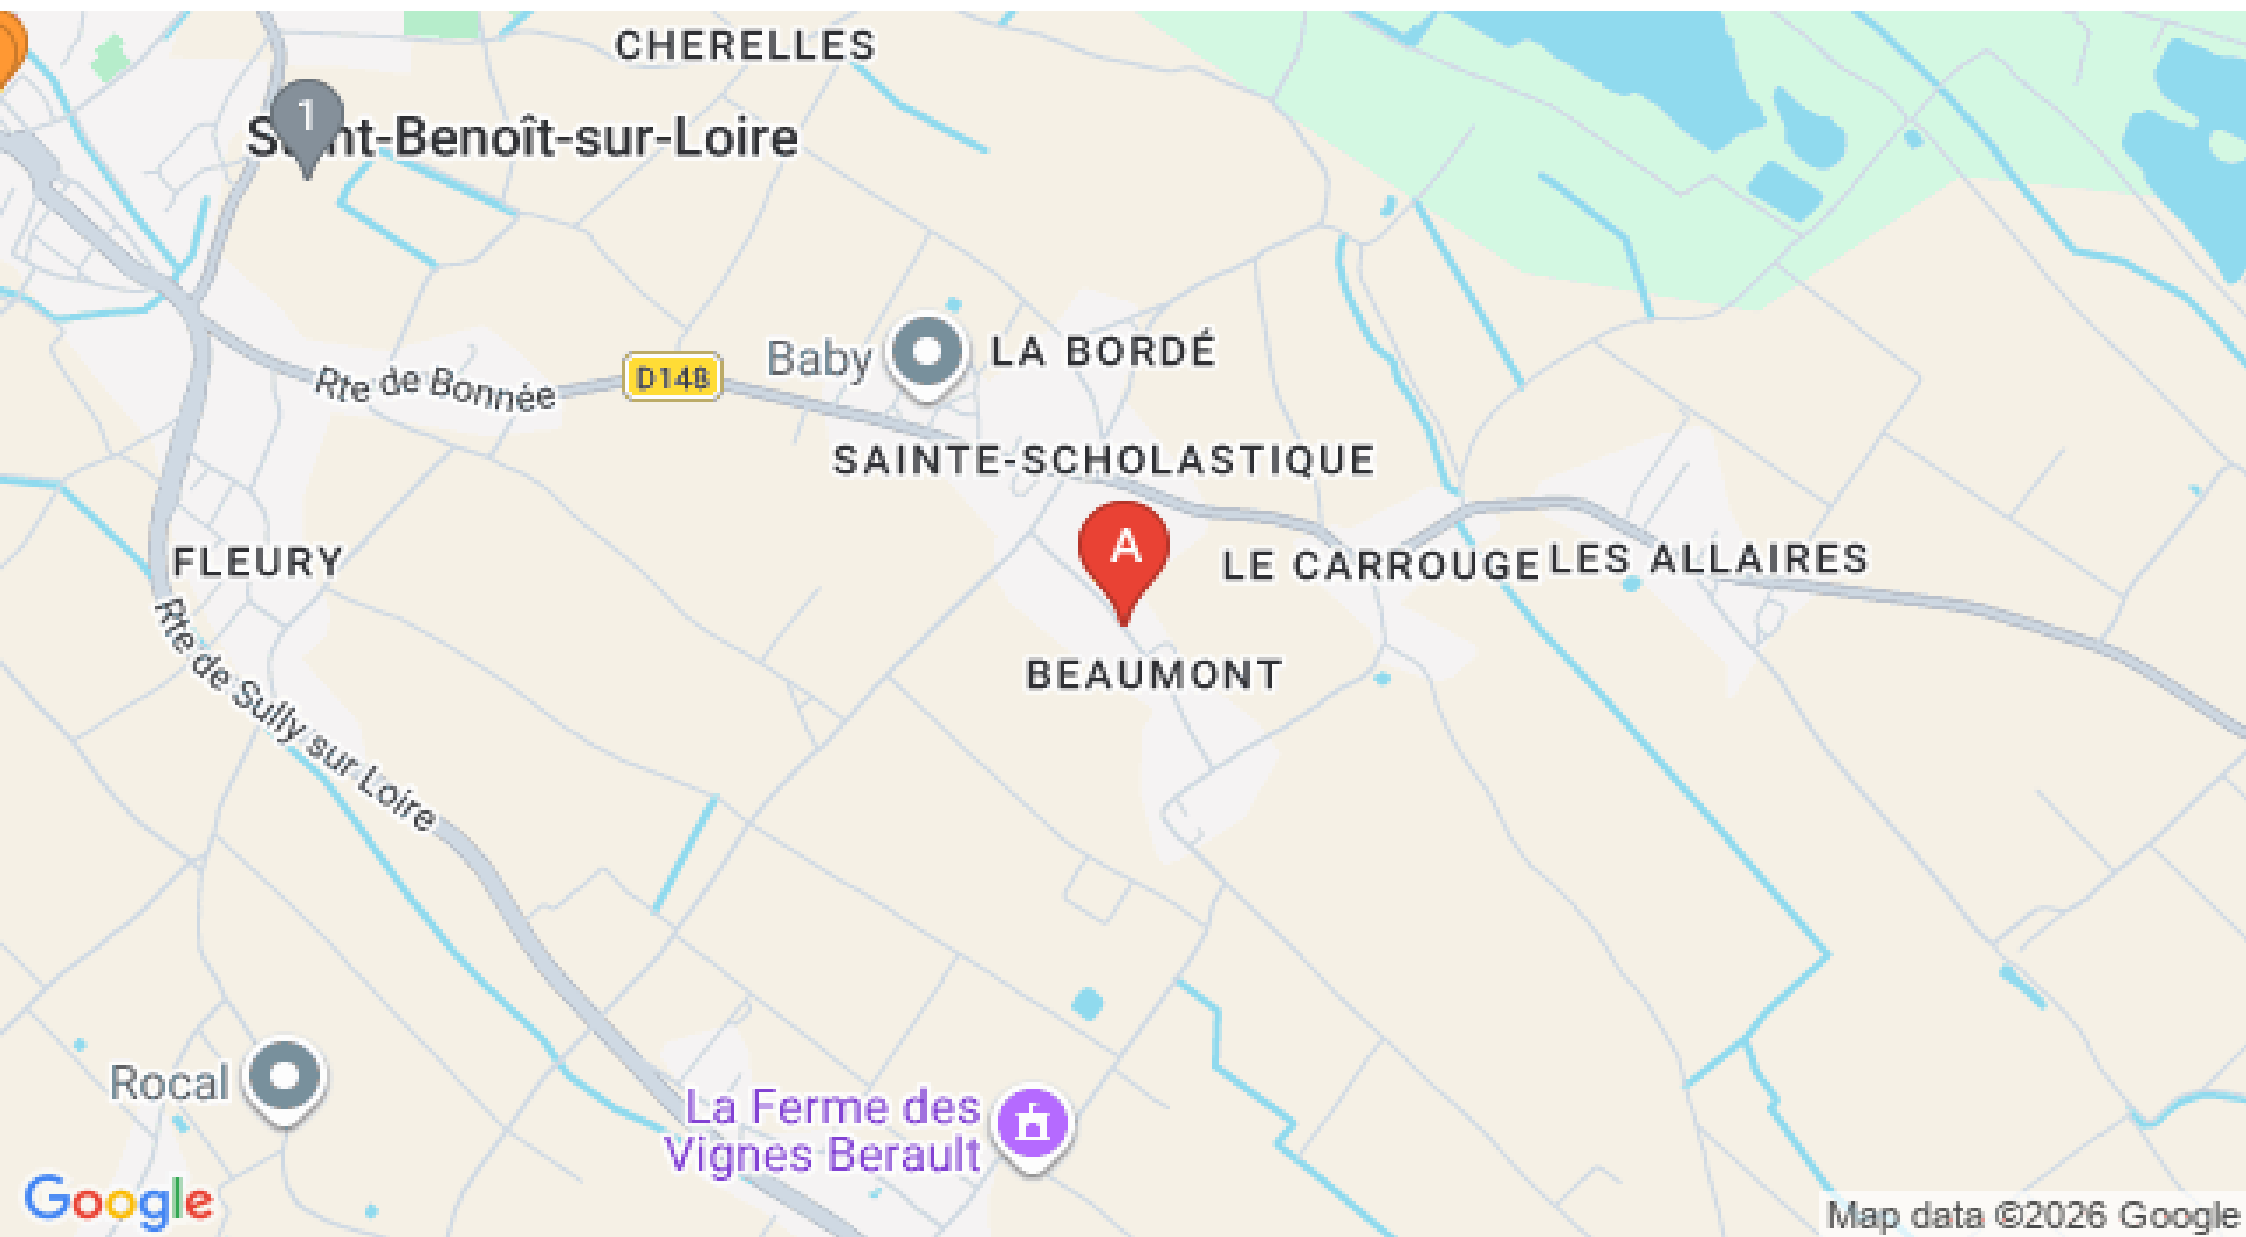 CHERELLES
1
Saint-Benoît-sur-Loire
Baby
LA BORDÉ
Rte de Bonnée
D148
SAINTE-SCHOLASTIQUE
A
FLEURY
LE CARROUGE
LES ALLAIRES
BEAUMONT
Rte de Sully sur Loire
Rocal
La Ferme des
Vignes Berault
Google
Map data ©2026 Google